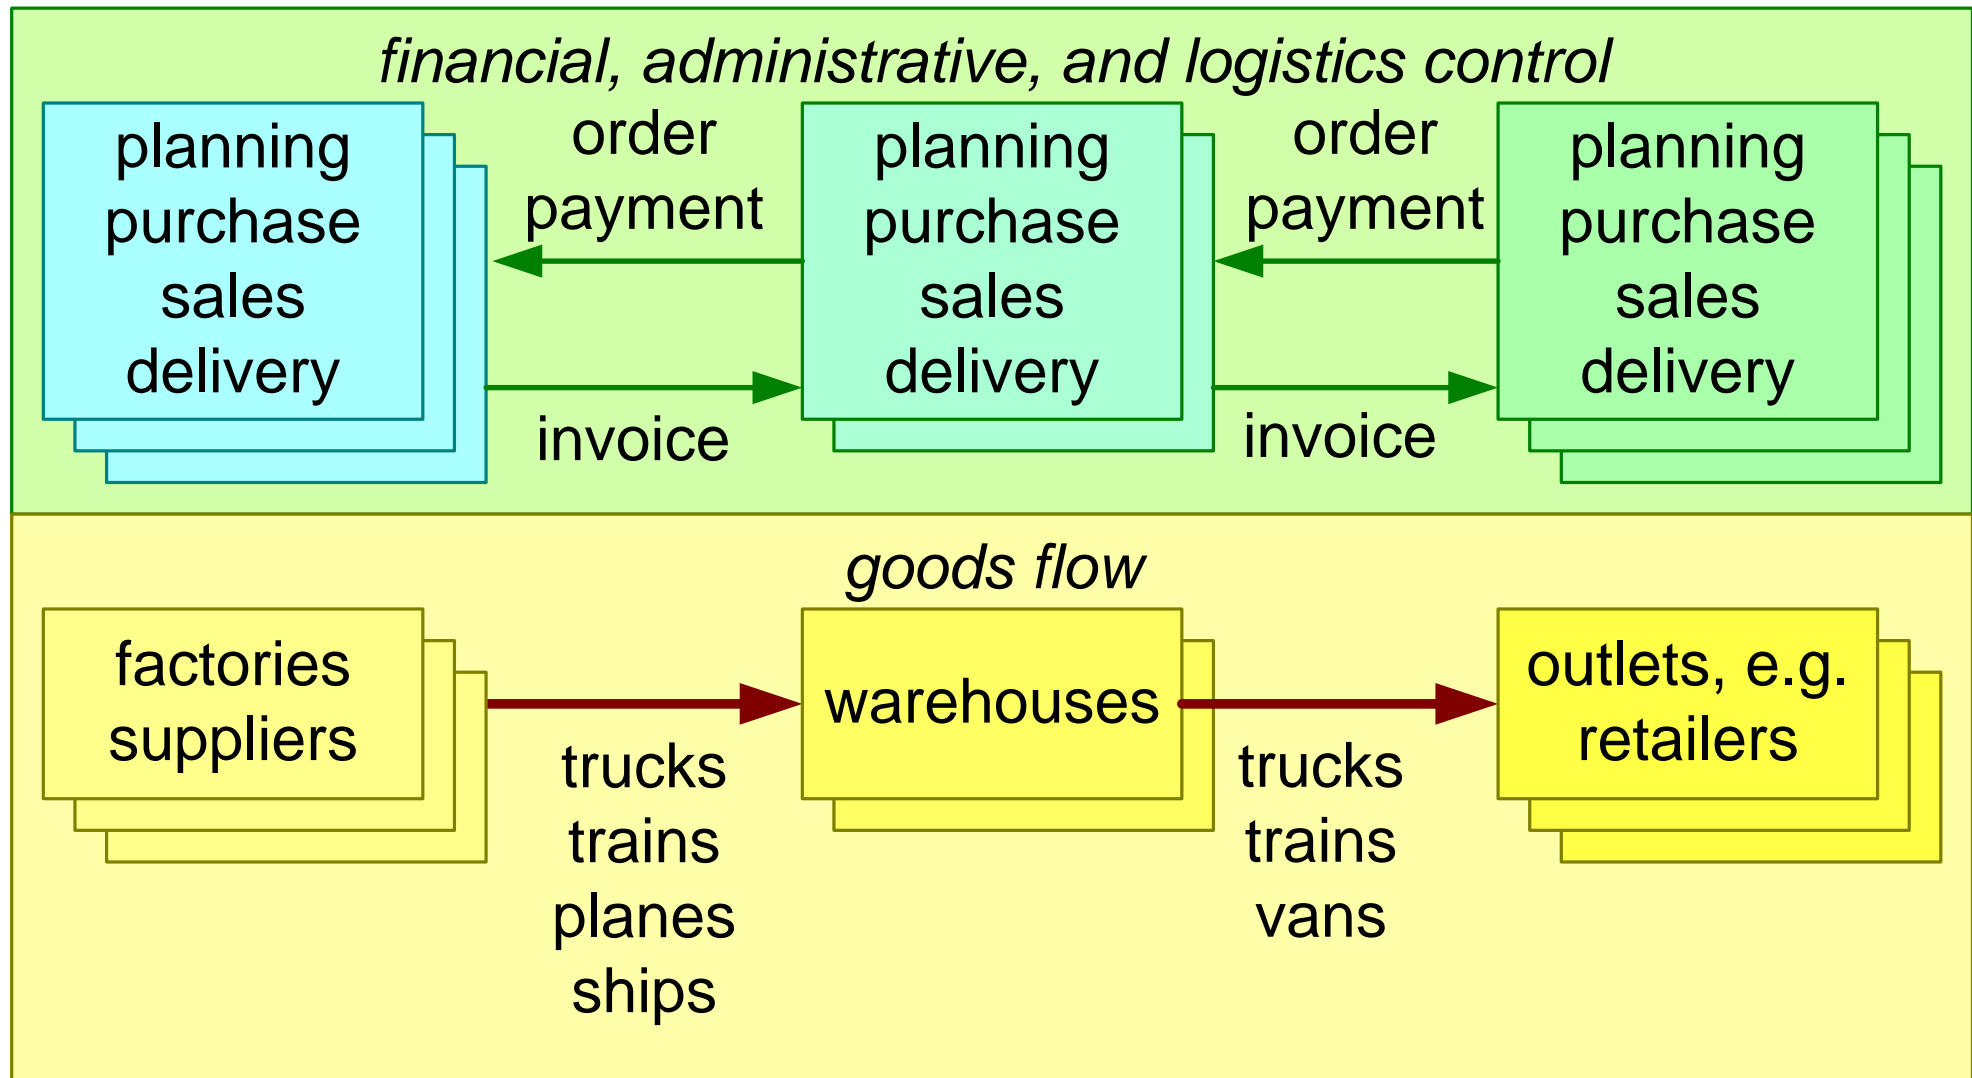 financial, administrative, and logistics control
planning
purchase
sales
delivery
order
payment
invoice
planning
purchase
sales
delivery
order
payment
invoice
planning
purchase
sales
delivery
goods flow
factories
suppliers
trucks
trains
planes
ships
warehouses
trucks
trains
vans
outlets, e.g.
retailers